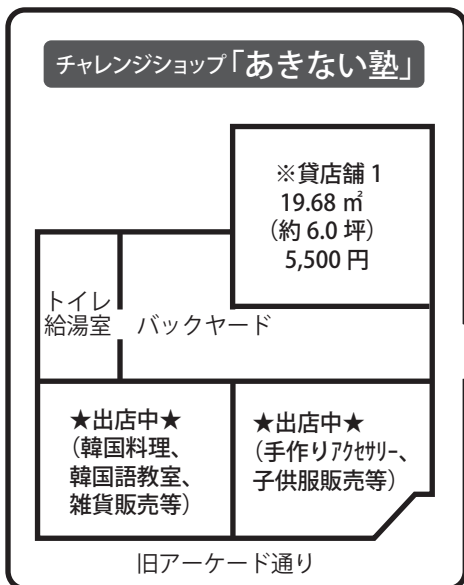 チャレンジショップ「あきない塾」
※貸店舗 1
19.68 ㎡
(約 6.0 坪)
5,500 円
トイレ
給湯室
バックヤード
★出店中★
(韓国料理、
韓国語教室、
雑貨販売等)
★出店中★
(手作りｱｸｾｻﾘｰ、
子供服販売等)
旧アーケード通り